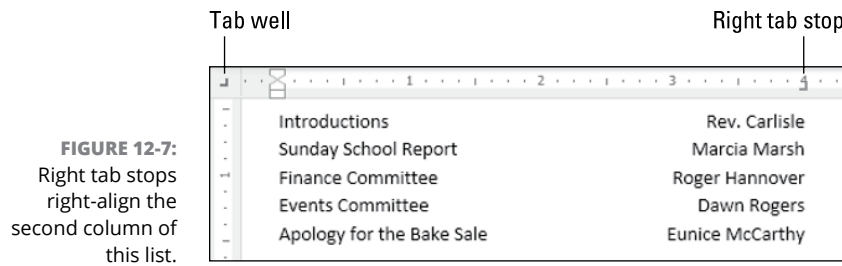 Tab well Right tab stop
1 2 3 4
1
Introductions Rev. Carlisle
Sunday School Report Marcia Marsh
Finance Committee Roger Hannover
Events Committee Dawn Rogers
Apology for the Bake Sale Eunice McCarthy
FIGURE 12-7:
Right tab stops
right-align the
second column of
this list.